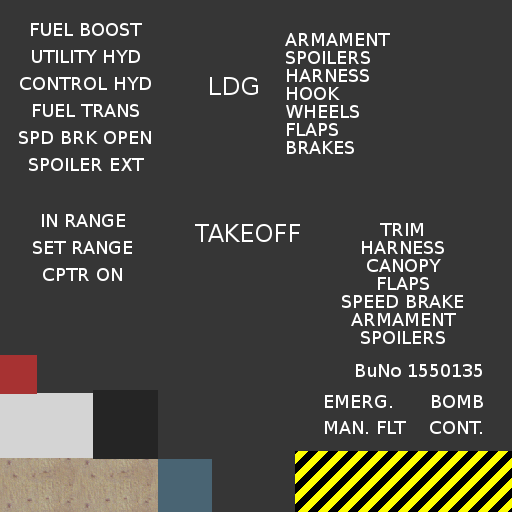 FUEL BOOST
UTILITY HYD
CONTROL HYD
FUEL TRANS
SPD BRK OPEN
SPOILER EXT
LDG
ARMAMENT
SPOILERS
HARNESS
HOOK
WHEELS
FLAPS
BRAKES
IN RANGE
SET RANGE
CPTR ON
TAKEOFF
TRIM
HARNESS
CANOPY
FLAPS
SPEED BRAKE
ARMAMENT
SPOILERS
BuNo 1550135
EMERG. BOMB
MAN. FLT CONT.